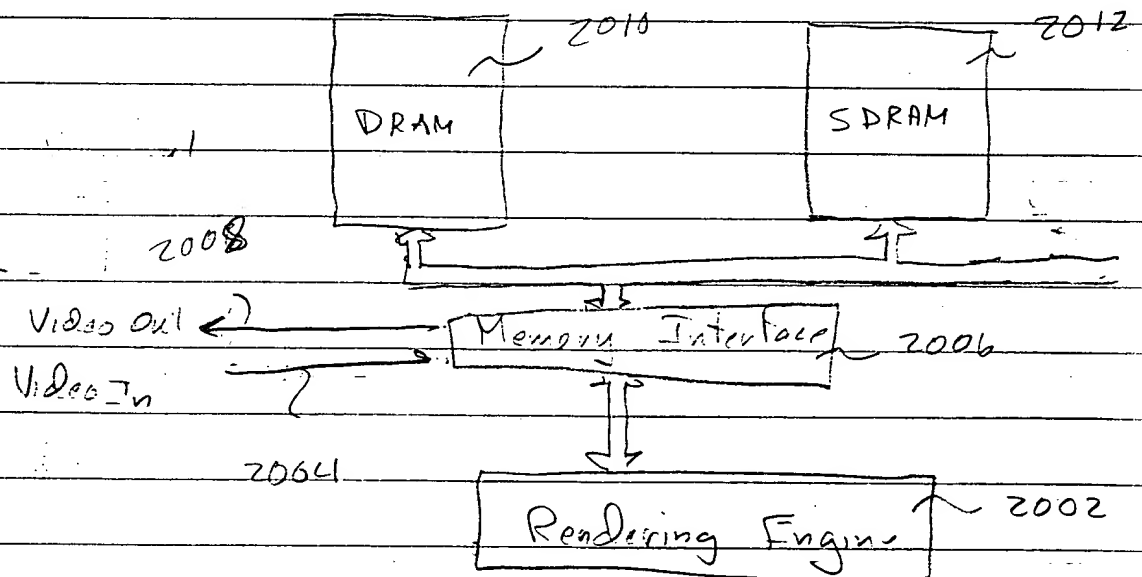 2010
2012
DRAM
SDRAM
2008
Video Out
Memory Interface
2006
Video In
2004
2002
Rendering Engine